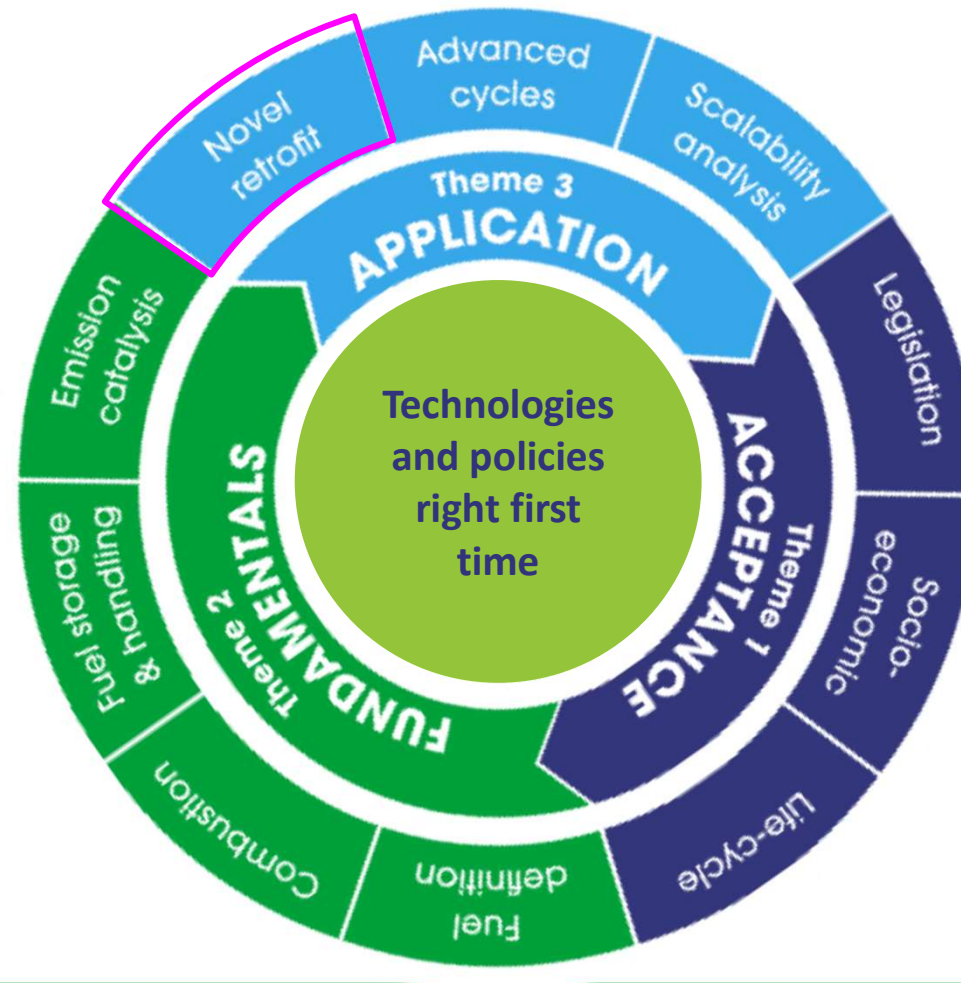 Technologies
and policies
right first
time
Theme 1
ACCEPTANCE
Legislation
Socio-
economic
Life-cycle
Theme 2
FUNDAMENTALS
Fuel
definition
Combustion
Fuel storage
& handling
Emission
catalysis
Theme 3
APPLICATION
Novel
retrofit
Advanced
cycles
Scalability
analysis